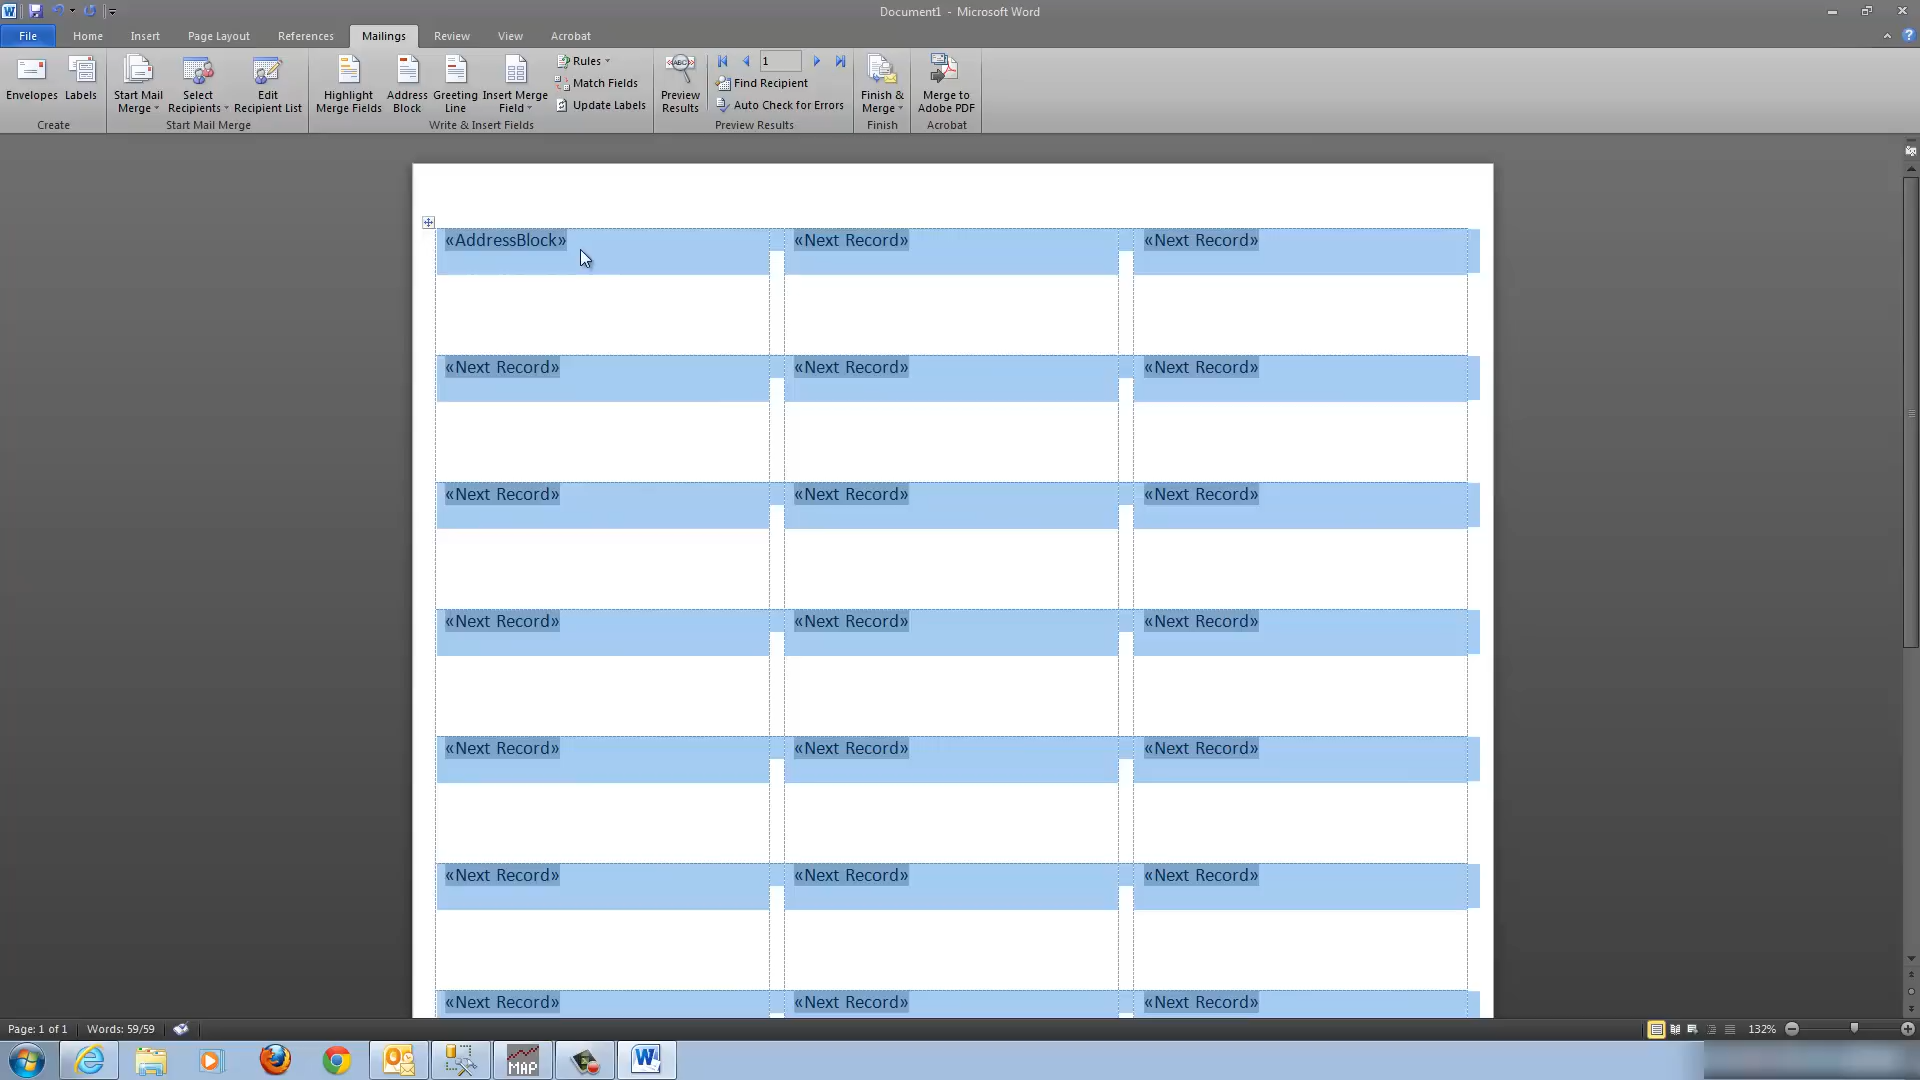 Document1 - Microsoft Word
File Home Insert Page Layout References Mailings Review View Acrobat
Envelopes Labels
Create
Start Mail Merge Select Recipients Edit Recipient List
Start Mail Merge
Highlight Merge Fields Address Block Greeting Line Insert Merge Field
Rules
Match Fields
Update Labels
Write & Insert Fields
ABC
Preview Results
1
Find Recipient
Auto Check for Errors
Preview Results
Finish & Merge
Finish
Merge to Adobe PDF
Acrobat
«AddressBlock» «Next Record» «Next Record»
«Next Record» «Next Record» «Next Record»
«Next Record» «Next Record» «Next Record»
«Next Record» «Next Record» «Next Record»
«Next Record» «Next Record» «Next Record»
«Next Record» «Next Record» «Next Record»
«Next Record» «Next Record» «Next Record»
Page: 1 of 1 Words: 59/59 132%
MAP